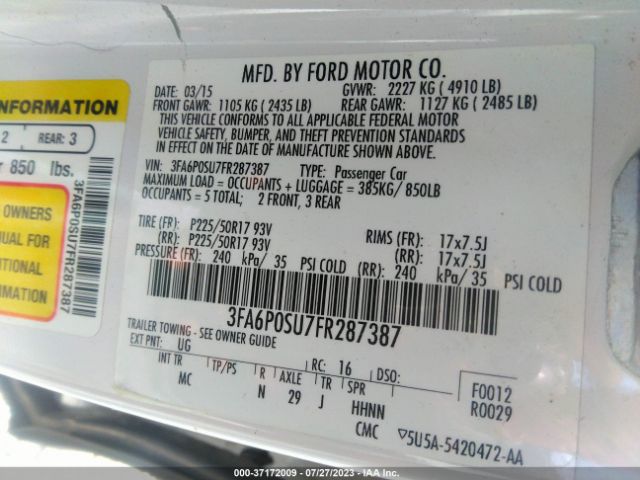 MFD. BY FORD MOTOR CO.
DATE: 03/15 GVWR: 2227 KG ( 4910 LB)
FRONT GAWR: 1105 KG ( 2435 LB) REAR GAWR: 1127 KG ( 2485 LB)
THIS VEHICLE CONFORMS TO ALL APPLICABLE FEDERAL MOTOR
VEHICLE SAFETY, BUMPER, AND THEFT PREVENTION STANDARDS
IN EFFECT ON THE DATE OF MANUFACTURE SHOWN ABOVE.
VIN: 3FA6P0SU7FR287387 TYPE: Passenger Car
MAXIMUM LOAD = OCCUPANTS + LUGGAGE = 385KG/ 850LB
OCCUPANTS = 5 TOTAL; 2 FRONT, 3 REAR
TIRE (FR): P225/50R17 93V RIMS (FR): 17x7.5J
(RR): P225/50R17 93V (RR): 17x7.5J
PRESSURE (FR): 240 kPa/ 35 PSI COLD (RR): 240 kPa/ 35 PSI COLD
3FA6P0SU7FR287387
TRAILER TOWING - SEE OWNER GUIDE
EXT PNT: UG RC: 16 DSO: F0012
INT TR TP/PS R AXLE TR SPR R0029
MC N 29 J HHNN
CMC ▽5U5A-5420472-AA
INFORMATION
2 REAR: 3
850 lbs.
OWNERS
FOR
3FA6P0SU7FR287387
000-37172009 - 07/27/2023 - IAA, Inc.